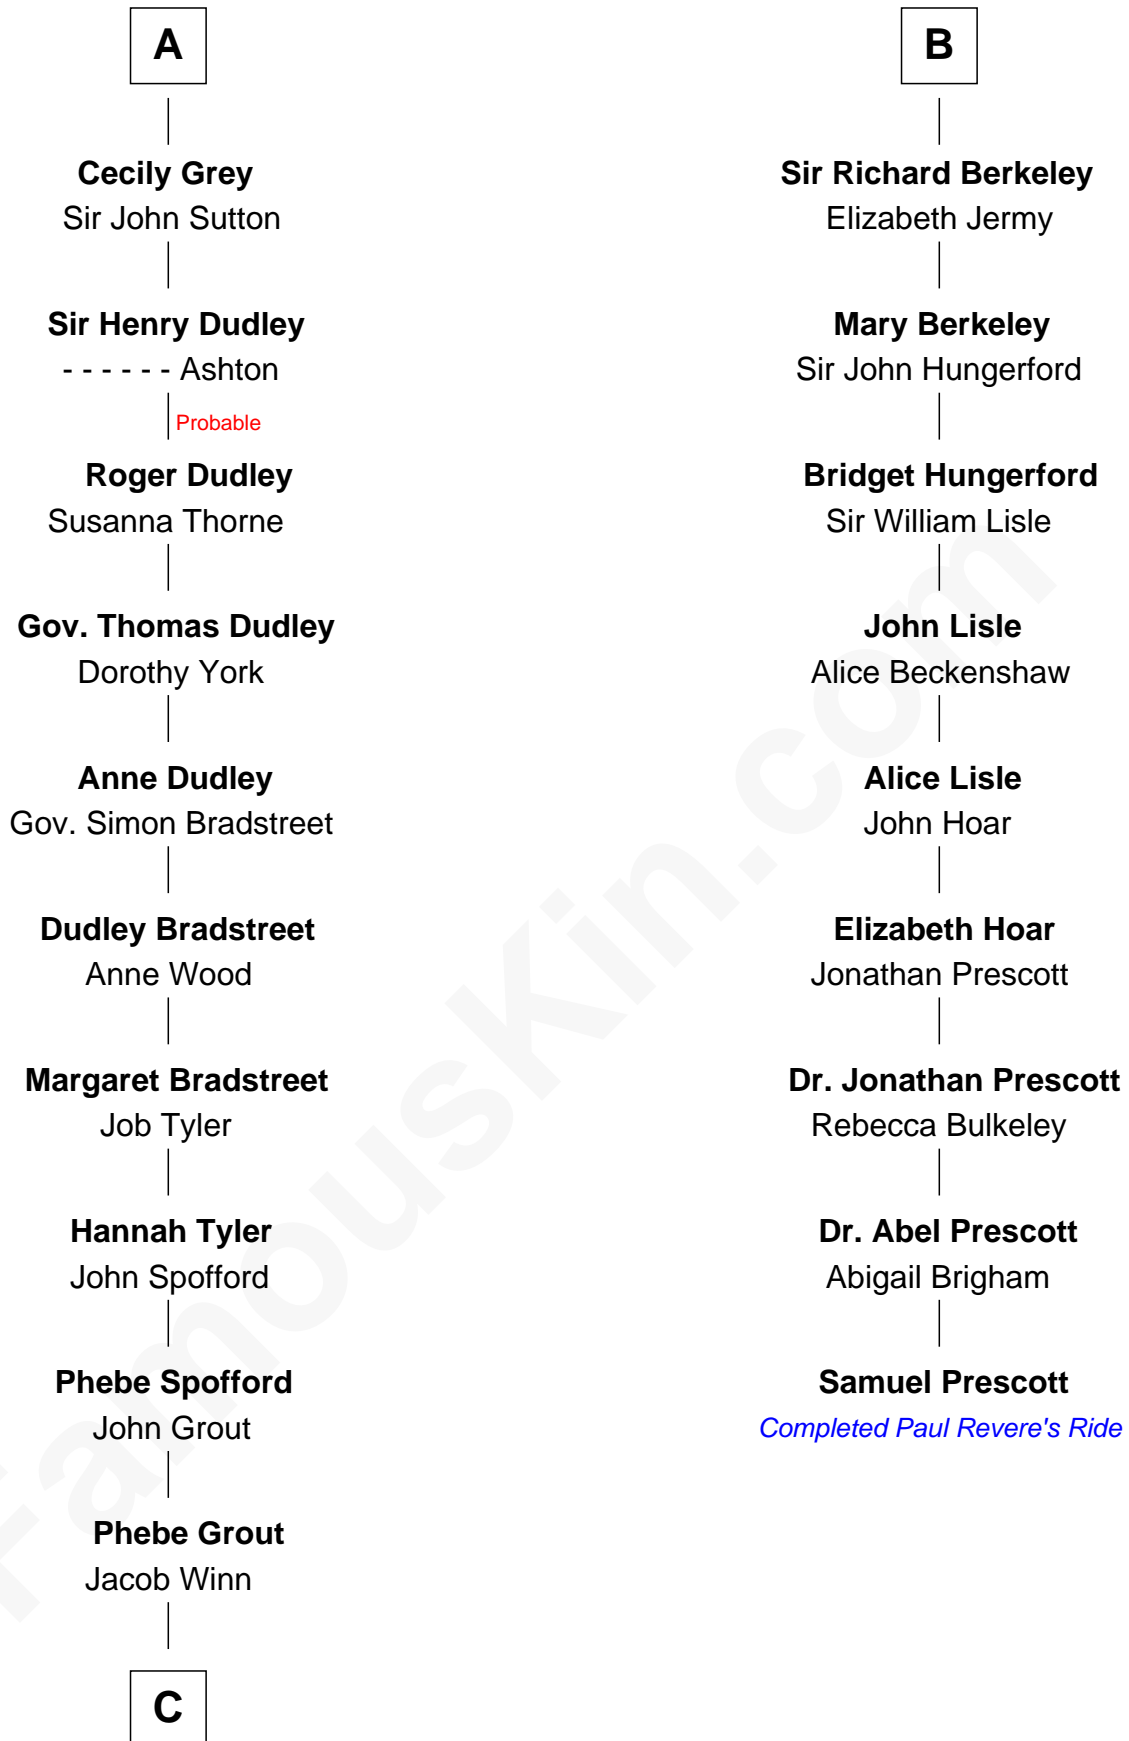 A
Cecily Grey
Sir John Sutton
Sir Henry Dudley
- - - - - - Ashton
Probable
Roger Dudley
Susanna Thorne
Gov. Thomas Dudley
Dorothy York
Anne Dudley
Gov. Simon Bradstreet
Dudley Bradstreet
Anne Wood
Margaret Bradstreet
Job Tyler
Hannah Tyler
John Spofford
Phebe Spofford
John Grout
Phebe Grout
Jacob Winn
C
B
Sir Richard Berkeley
Elizabeth Jermy
Mary Berkeley
Sir John Hungerford
Bridget Hungerford
Sir William Lisle
John Lisle
Alice Beckenshaw
Alice Lisle
John Hoar
Elizabeth Hoar
Jonathan Prescott
Dr. Jonathan Prescott
Rebecca Bulkeley
Dr. Abel Prescott
Abigail Brigham
Samuel Prescott
Completed Paul Revere's Ride
FamousKin.com